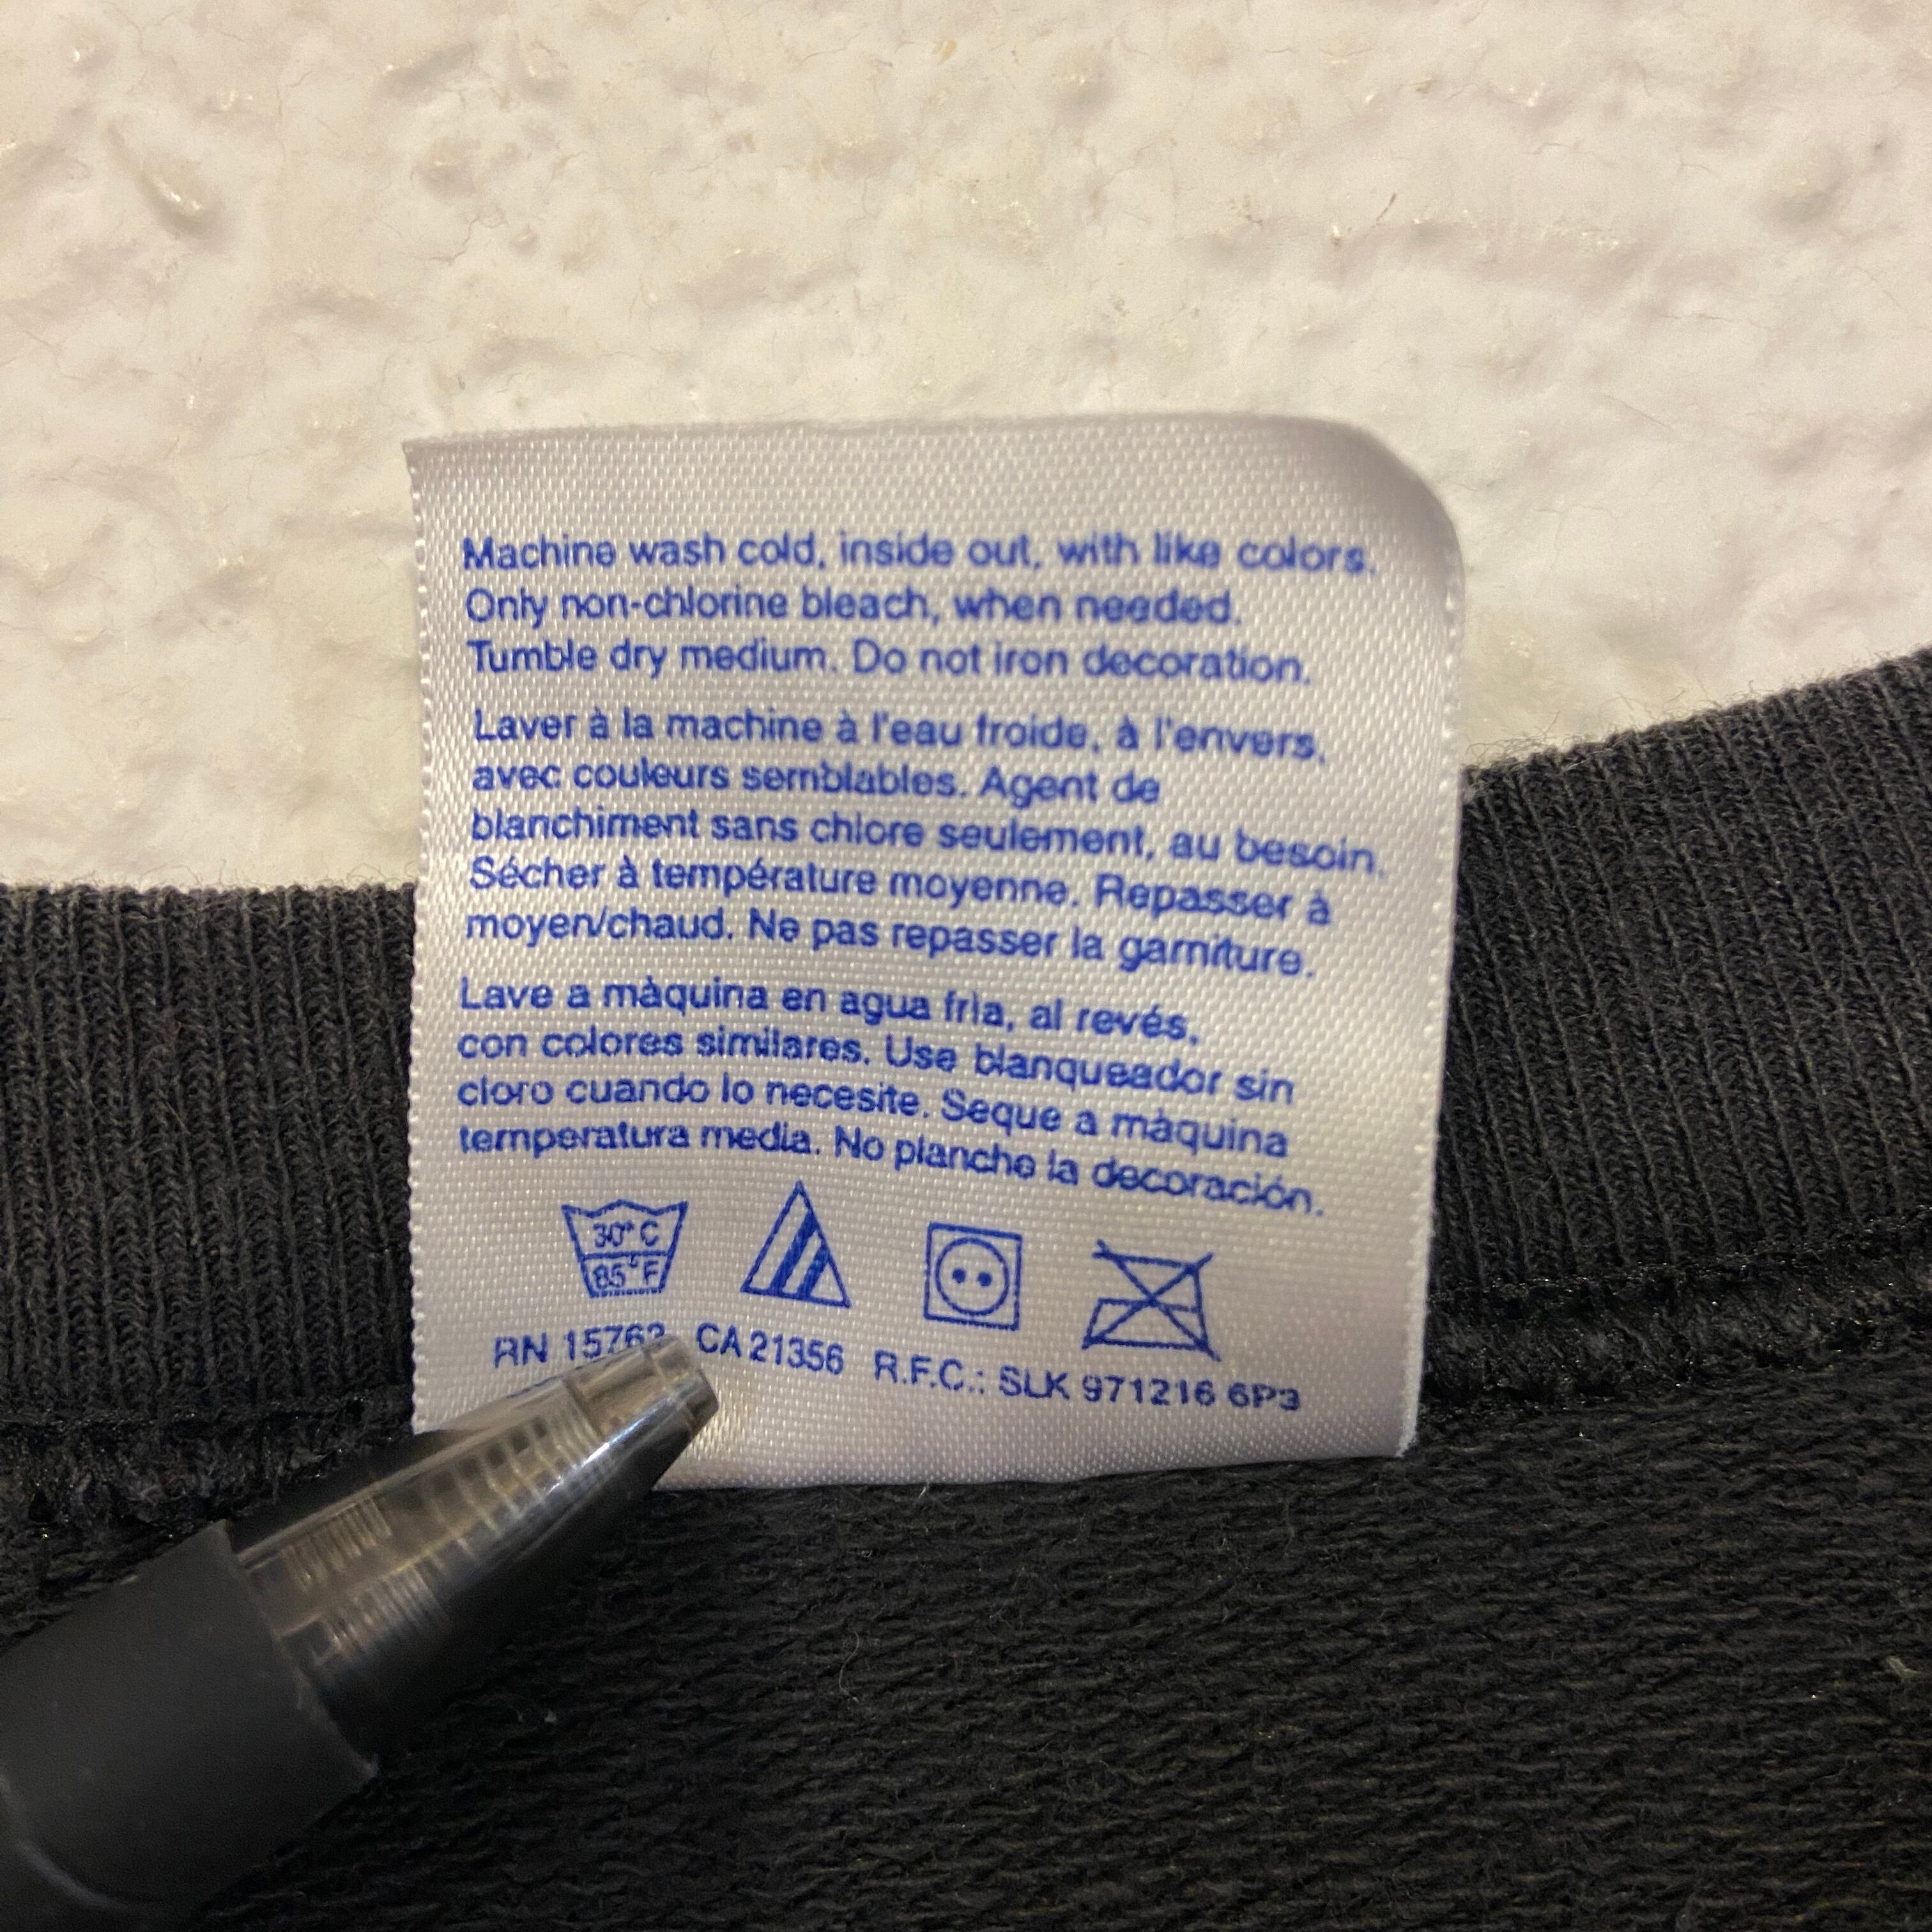 Machine wash cold, inside out, with like colors.
Only non-chlorine bleach, when needed.
Tumble dry medium. Do not iron decoration.
Laver à la machine à l'eau froide, à l'envers,
avec couleurs semblables. Agent de
blanchiment sans chlore seulement, au besoin.
Sécher à température moyenne. Repasser à
moyen/chaud. Ne pas repasser la garniture.
Lave a màquina en agua frìa, al revés,
con colores similares. Use blanqueador sin
cloro cuando lo necesite. Seque a màquina
temperatura media. No planche la decoración.
30° C
85° F
RN CA 21356 R.F.C.: SLK 971216 6P3